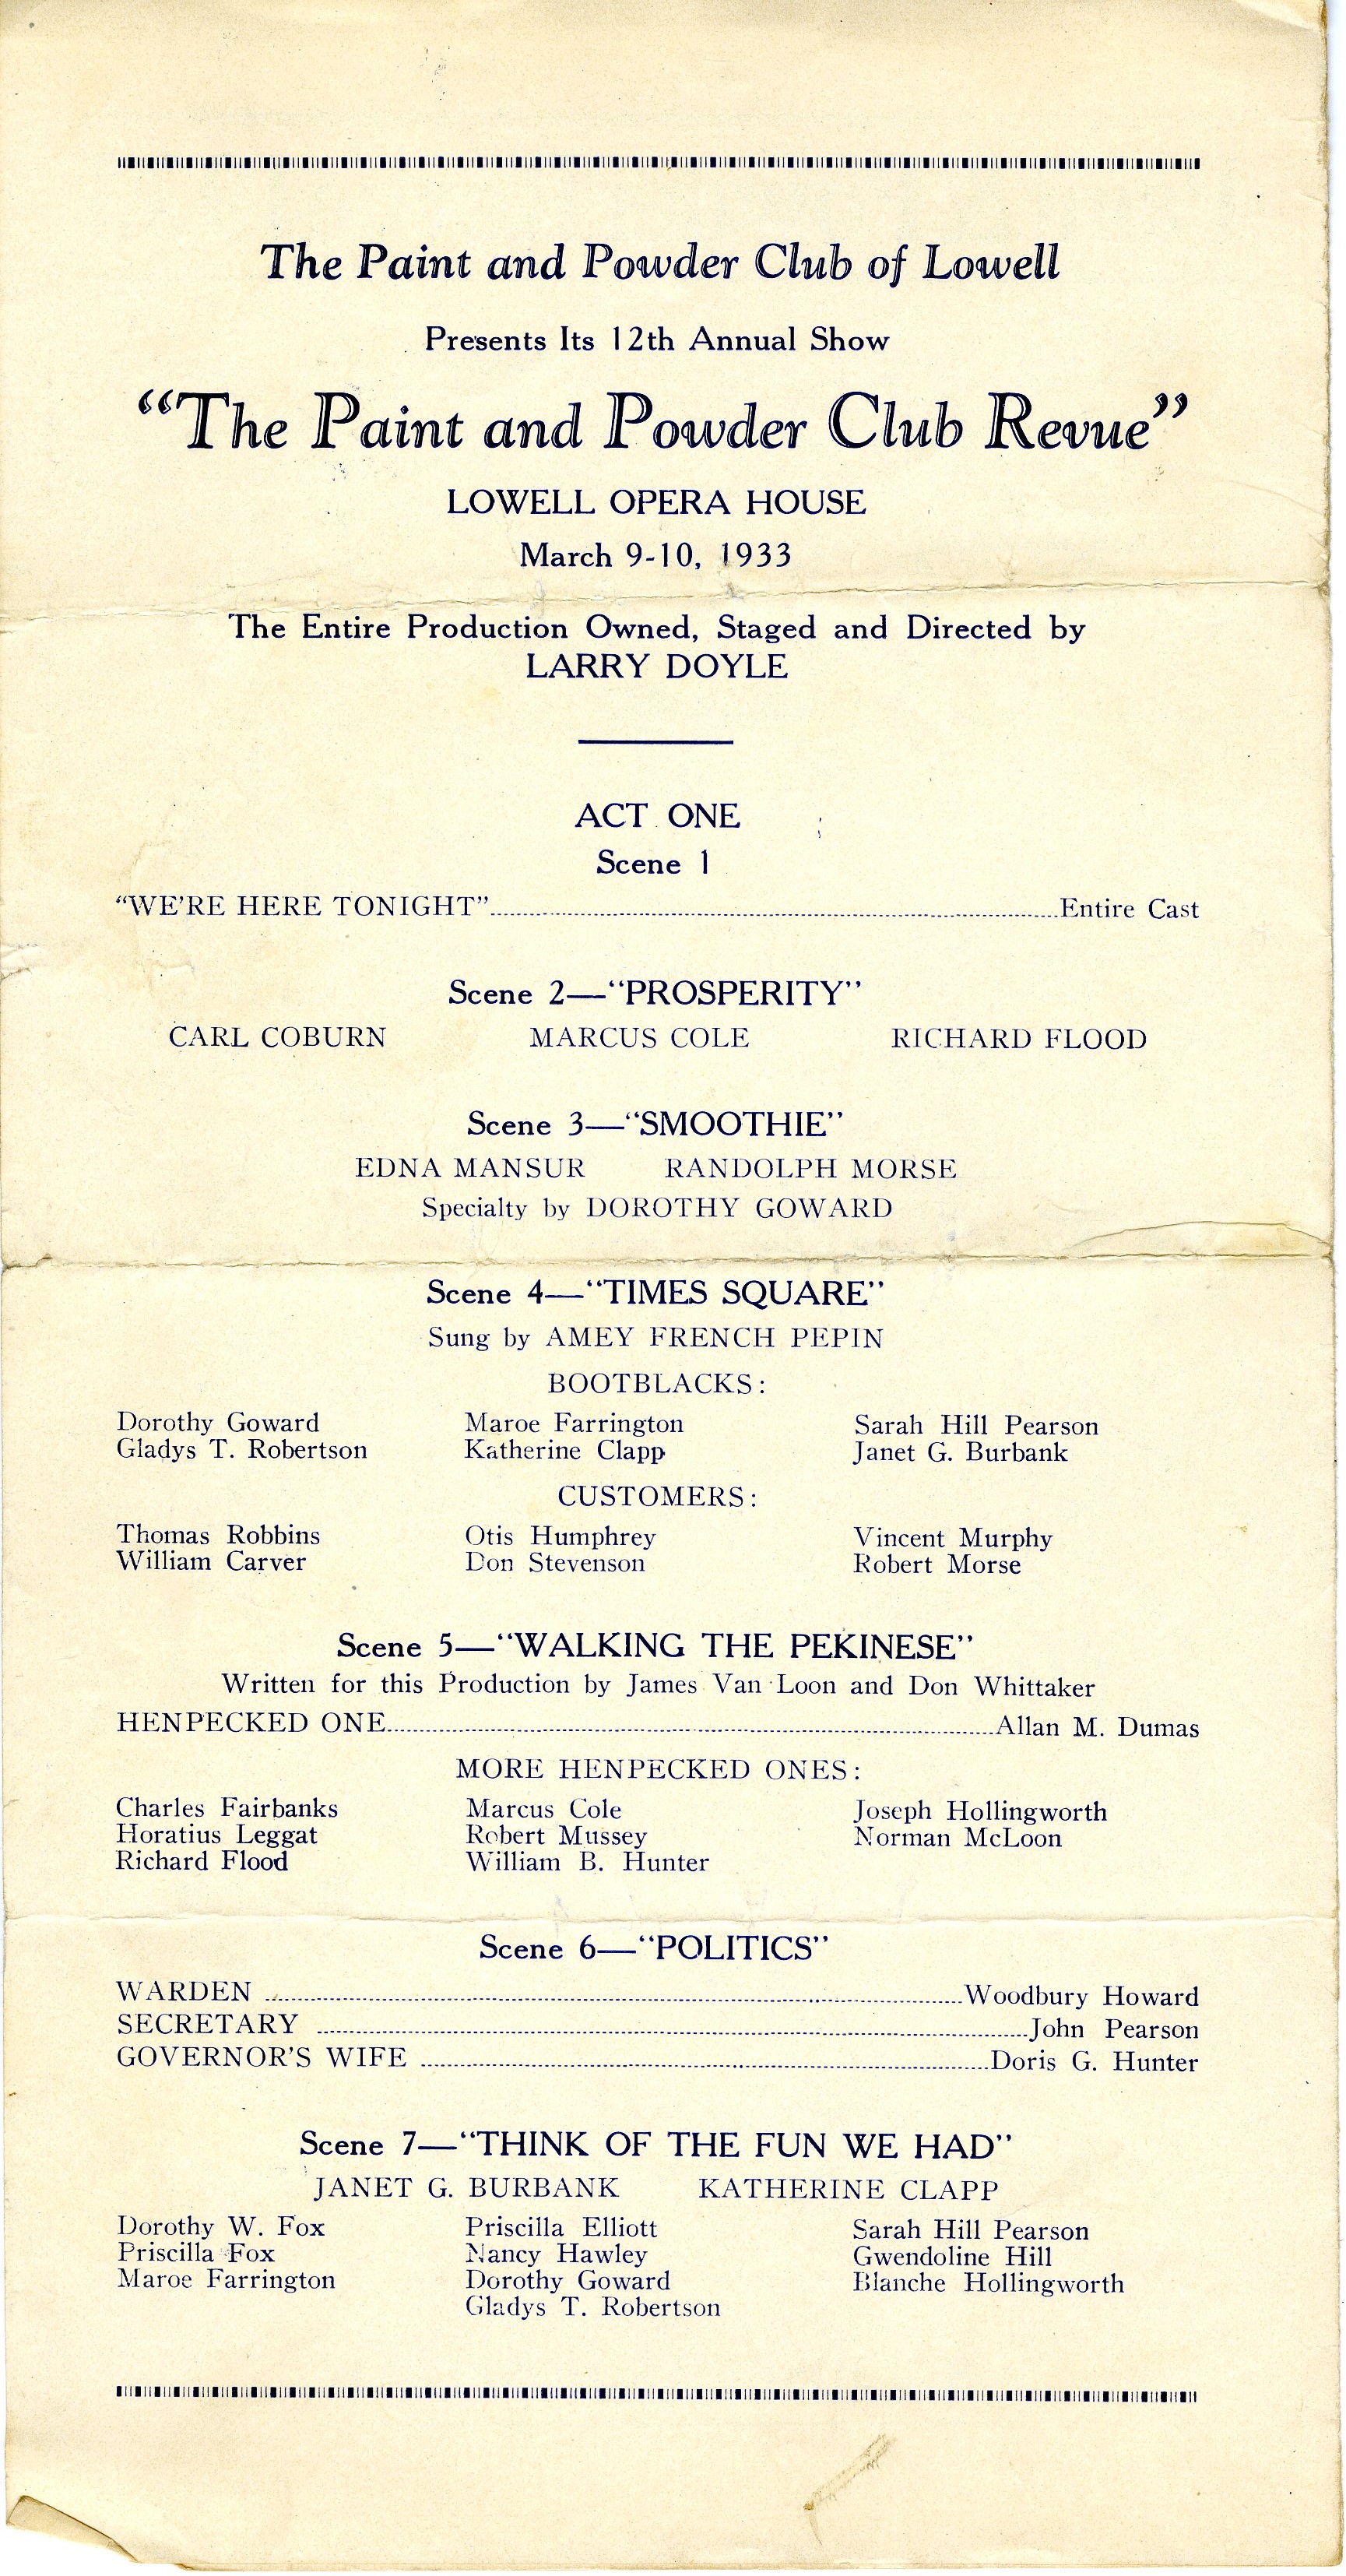 The Paint and Powder Club of Lowell
Presents Its 12th Annual Show
“The Paint and Powder Club Revue”
LOWELL OPERA HOUSE
March 9-10, 1933
The Entire Production Owned, Staged and Directed by
LARRY DOYLE
ACT ONE
Scene 1
“WE’RE HERE TONIGHT”..........Entire Cast
Scene 2—“PROSPERITY”
CARL COBURN MARCUS COLE RICHARD FLOOD
Scene 3—“SMOOTHIE”
EDNA MANSUR RANDOLPH MORSE
Specialty by DOROTHY GOWARD
Scene 4—“TIMES SQUARE”
Sung by AMEY FRENCH PEPIN
BOOTBLACKS:
Dorothy Goward Maroe Farrington Sarah Hill Pearson
Gladys T. Robertson Katherine Clapp Janet G. Burbank
CUSTOMERS:
Thomas Robbins Otis Humphrey Vincent Murphy
William Carver Don Stevenson Robert Morse
Scene 5—“WALKING THE PEKINESE”
Written for this Production by James Van Loon and Don Whittaker
HENPECKED ONE..........Allan M. Dumas
MORE HENPECKED ONES:
Charles Fairbanks Marcus Cole Joseph Hollingworth
Horatius Leggat Robert Mussey Norman McLoon
Richard Flood William B. Hunter
Scene 6—“POLITICS”
WARDEN ..........Woodbury Howard
SECRETARY ..........John Pearson
GOVERNOR’S WIFE ..........Doris G. Hunter
Scene 7—“THINK OF THE FUN WE HAD”
JANET G. BURBANK KATHERINE CLAPP
Dorothy W. Fox Priscilla Elliott Sarah Hill Pearson
Priscilla Fox Nancy Hawley Gwendoline Hill
Maroe Farrington Dorothy Goward Blanche Hollingworth
Gladys T. Robertson